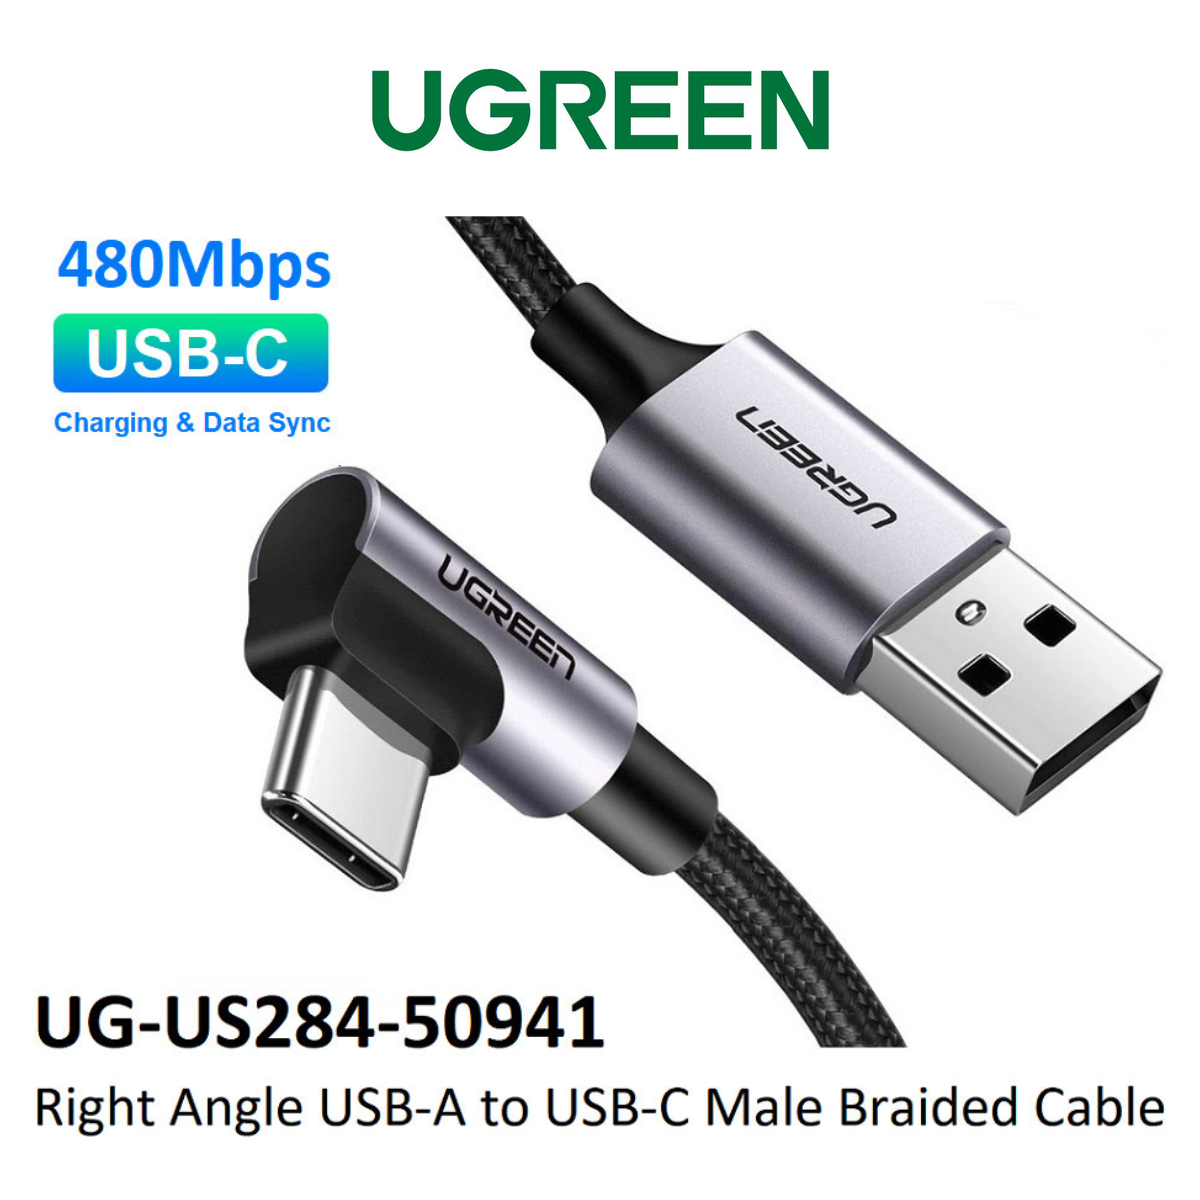 UGREEN
480Mbps
USB-C
Charging & Data Sync
UGREEN
UGREEN
UG-US284-50941
Right Angle USB-A to USB-C Male Braided Cable